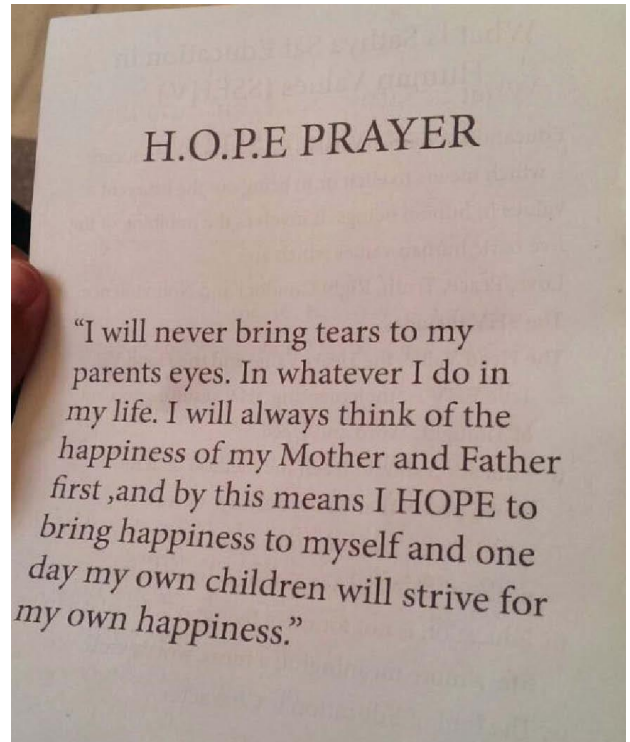 H.O.P.E PRAYER
“I will never bring tears to my
parents eyes. In whatever I do in
my life. I will always think of the
happiness of my Mother and Father
first ,and by this means I HOPE to
bring happiness to myself and one
day my own children will strive for
my own happiness.”